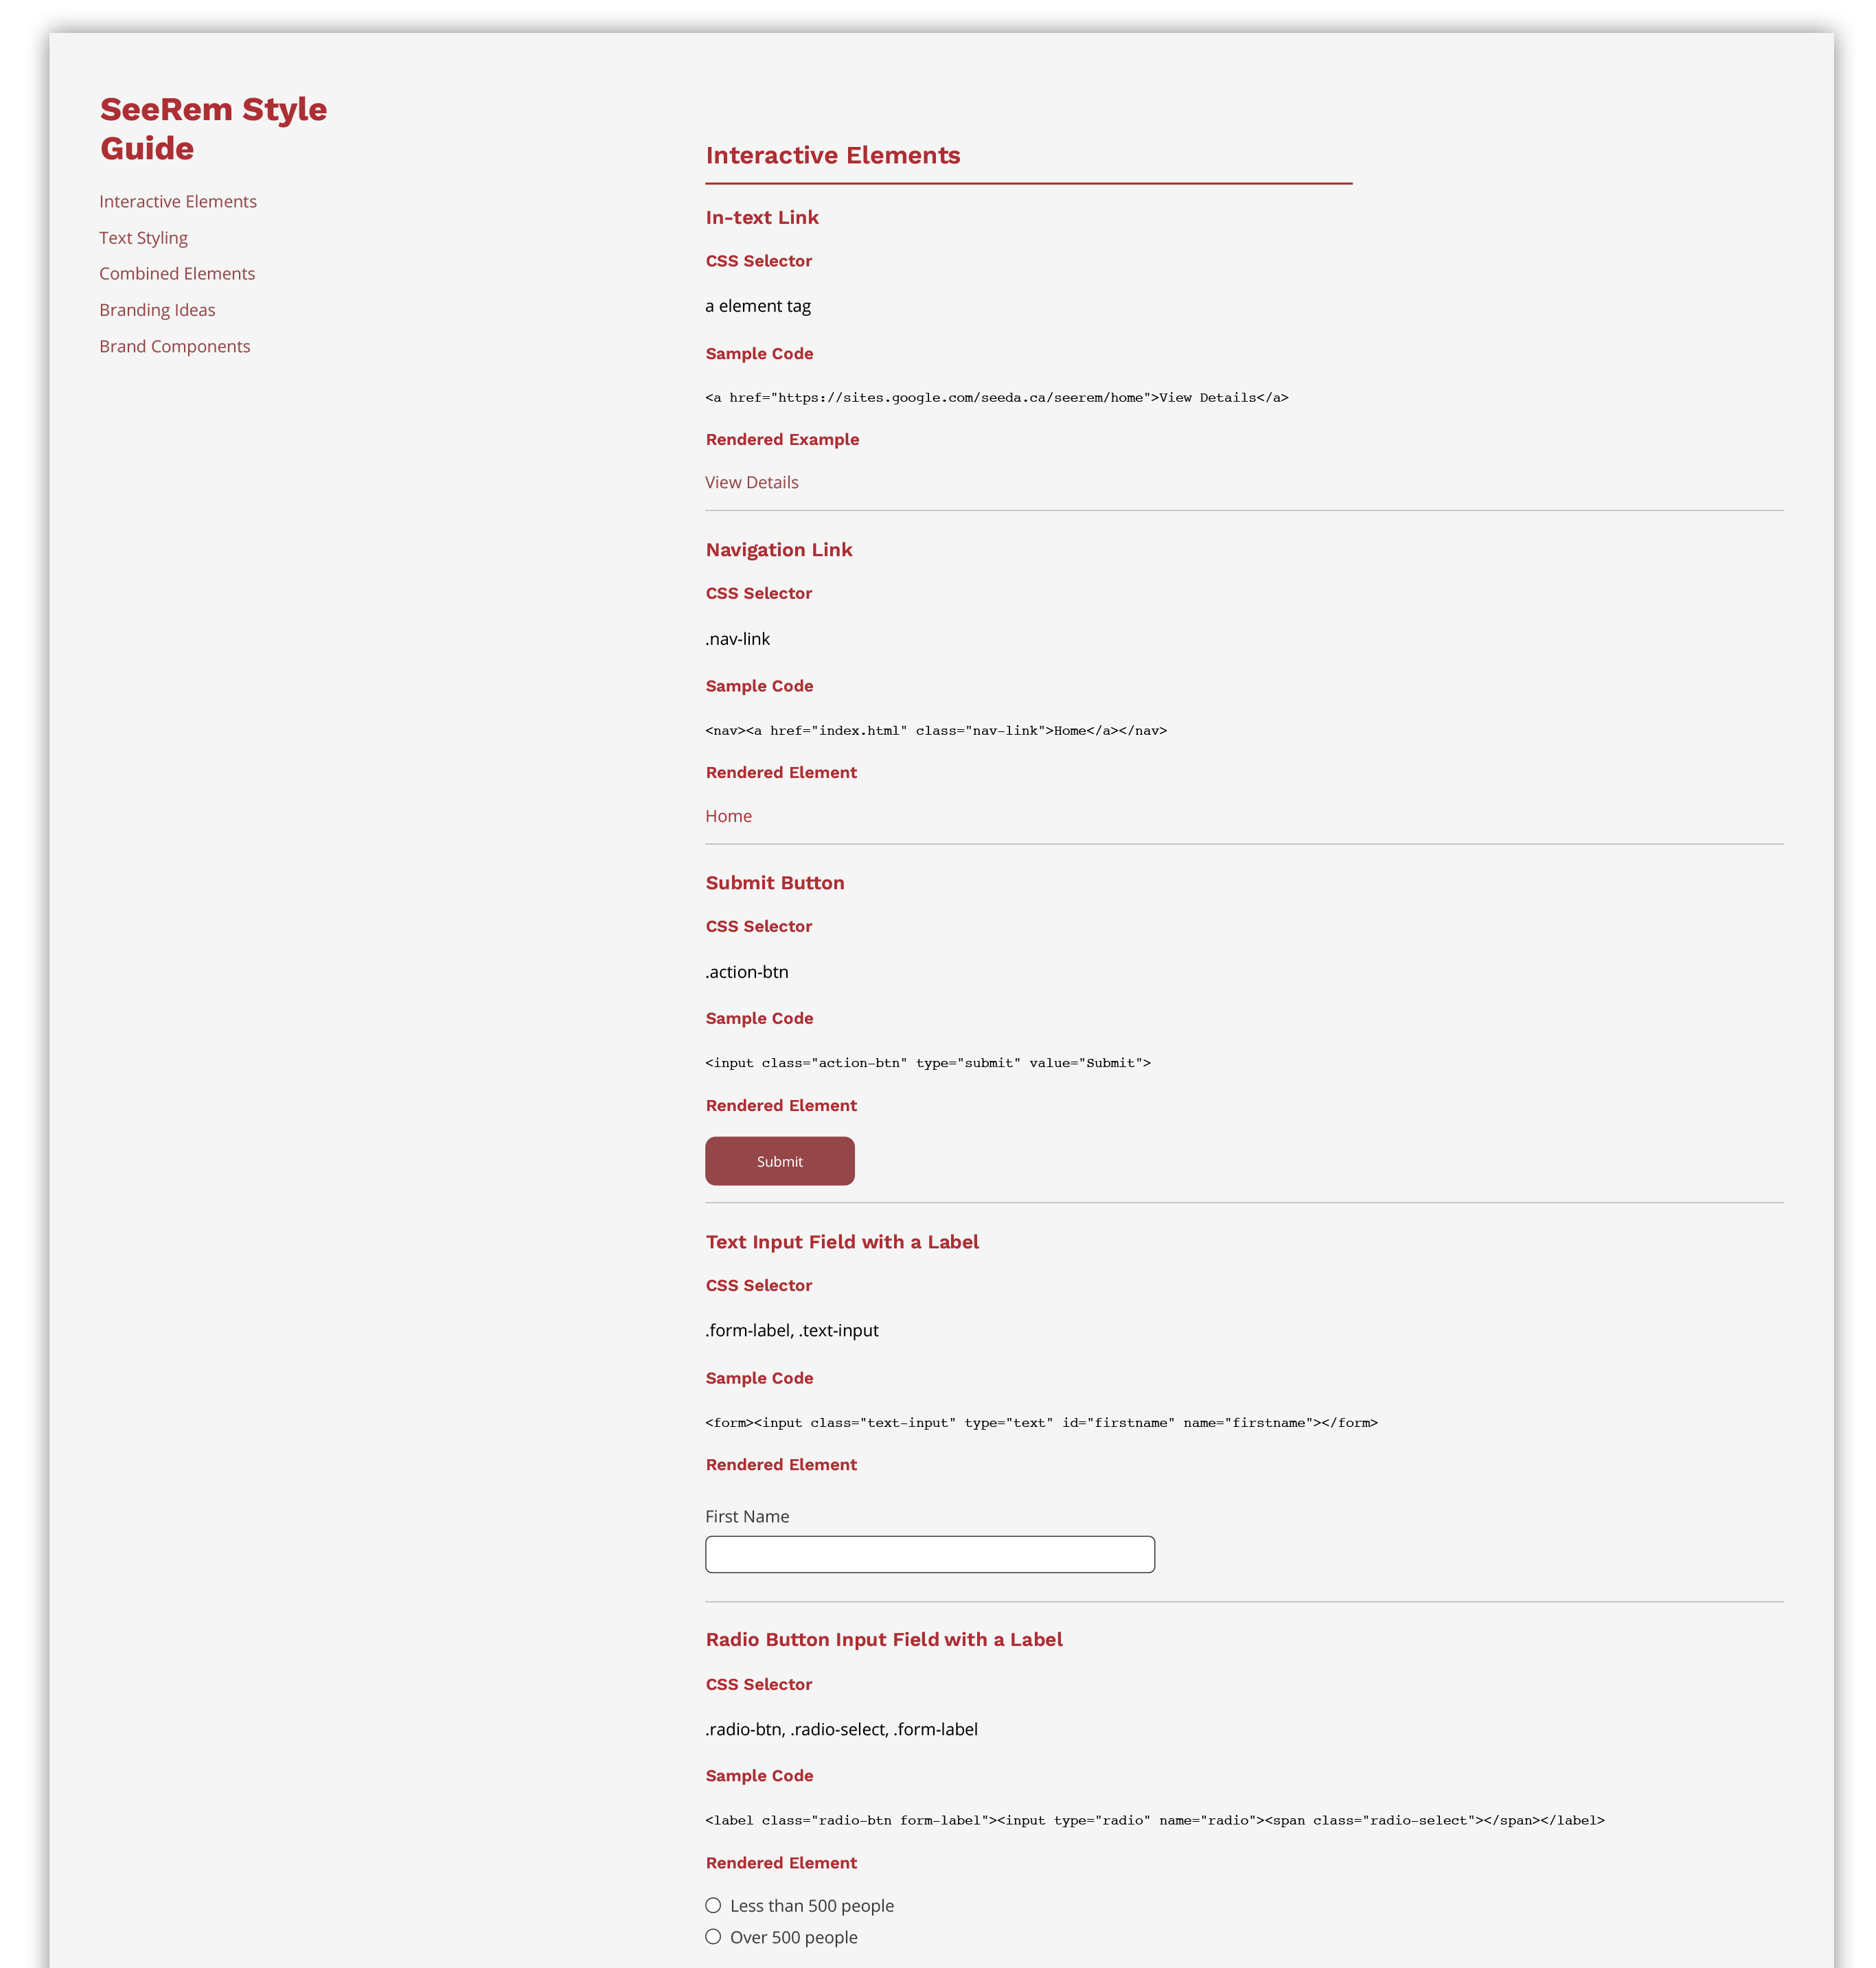 SeeRem Style
Guide
Interactive Elements
Text Styling
Combined Elements
Branding Ideas
Brand Components
Interactive Elements
In-text Link
CSS Selector
a element tag
Sample Code
<a href="https://sites.google.com/seeda.ca/seerem/home">View Details</a>
Rendered Example
View Details
Navigation Link
CSS Selector
.nav-link
Sample Code
<nav><a href="index.html" class="nav-link">Home</a></nav>
Rendered Element
Home
Submit Button
CSS Selector
.action-btn
Sample Code
<input class="action-btn" type="submit" value="Submit">
Rendered Element
Submit
Text Input Field with a Label
CSS Selector
.form-label, .text-input
Sample Code
<form><input class="text-input" type="text" id="firstname" name="firstname"></form>
Rendered Element
First Name
Radio Button Input Field with a Label
CSS Selector
.radio-btn, .radio-select, .form-label
Sample Code
<label class="radio-btn form-label"><input type="radio" name="radio"><span class="radio-select"></span></label>
Rendered Element
Less than 500 people
Over 500 people